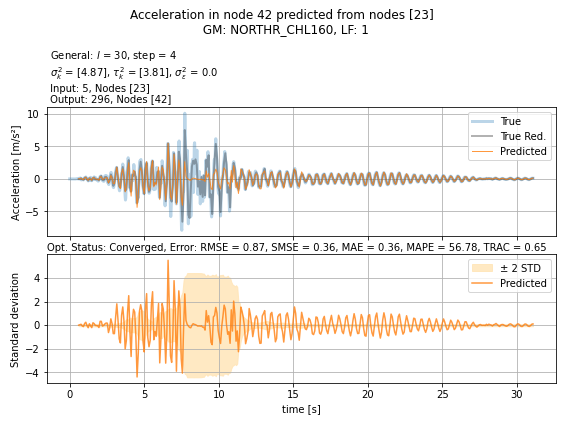 Acceleration in node 42 predicted from nodes [23]
GM: NORTHR_CHL160, LF: 1
General: l = 30, step = 4
σ²ₖ = [4.87], τ²ₖ = [3.81], σ²ε = 0.0
Input: 5, Nodes [23]
Output: 296, Nodes [42]
Acceleration [m/s²]
10
5
0
−5
True
True Red.
Predicted
Opt. Status: Converged, Error: RMSE = 0.87, SMSE = 0.36, MAE = 0.36, MAPE = 56.78, TRAC = 0.65
Standard deviation
4
2
0
−2
−4
± 2 STD
Predicted
0 5 10 15 20 25 30
time [s]